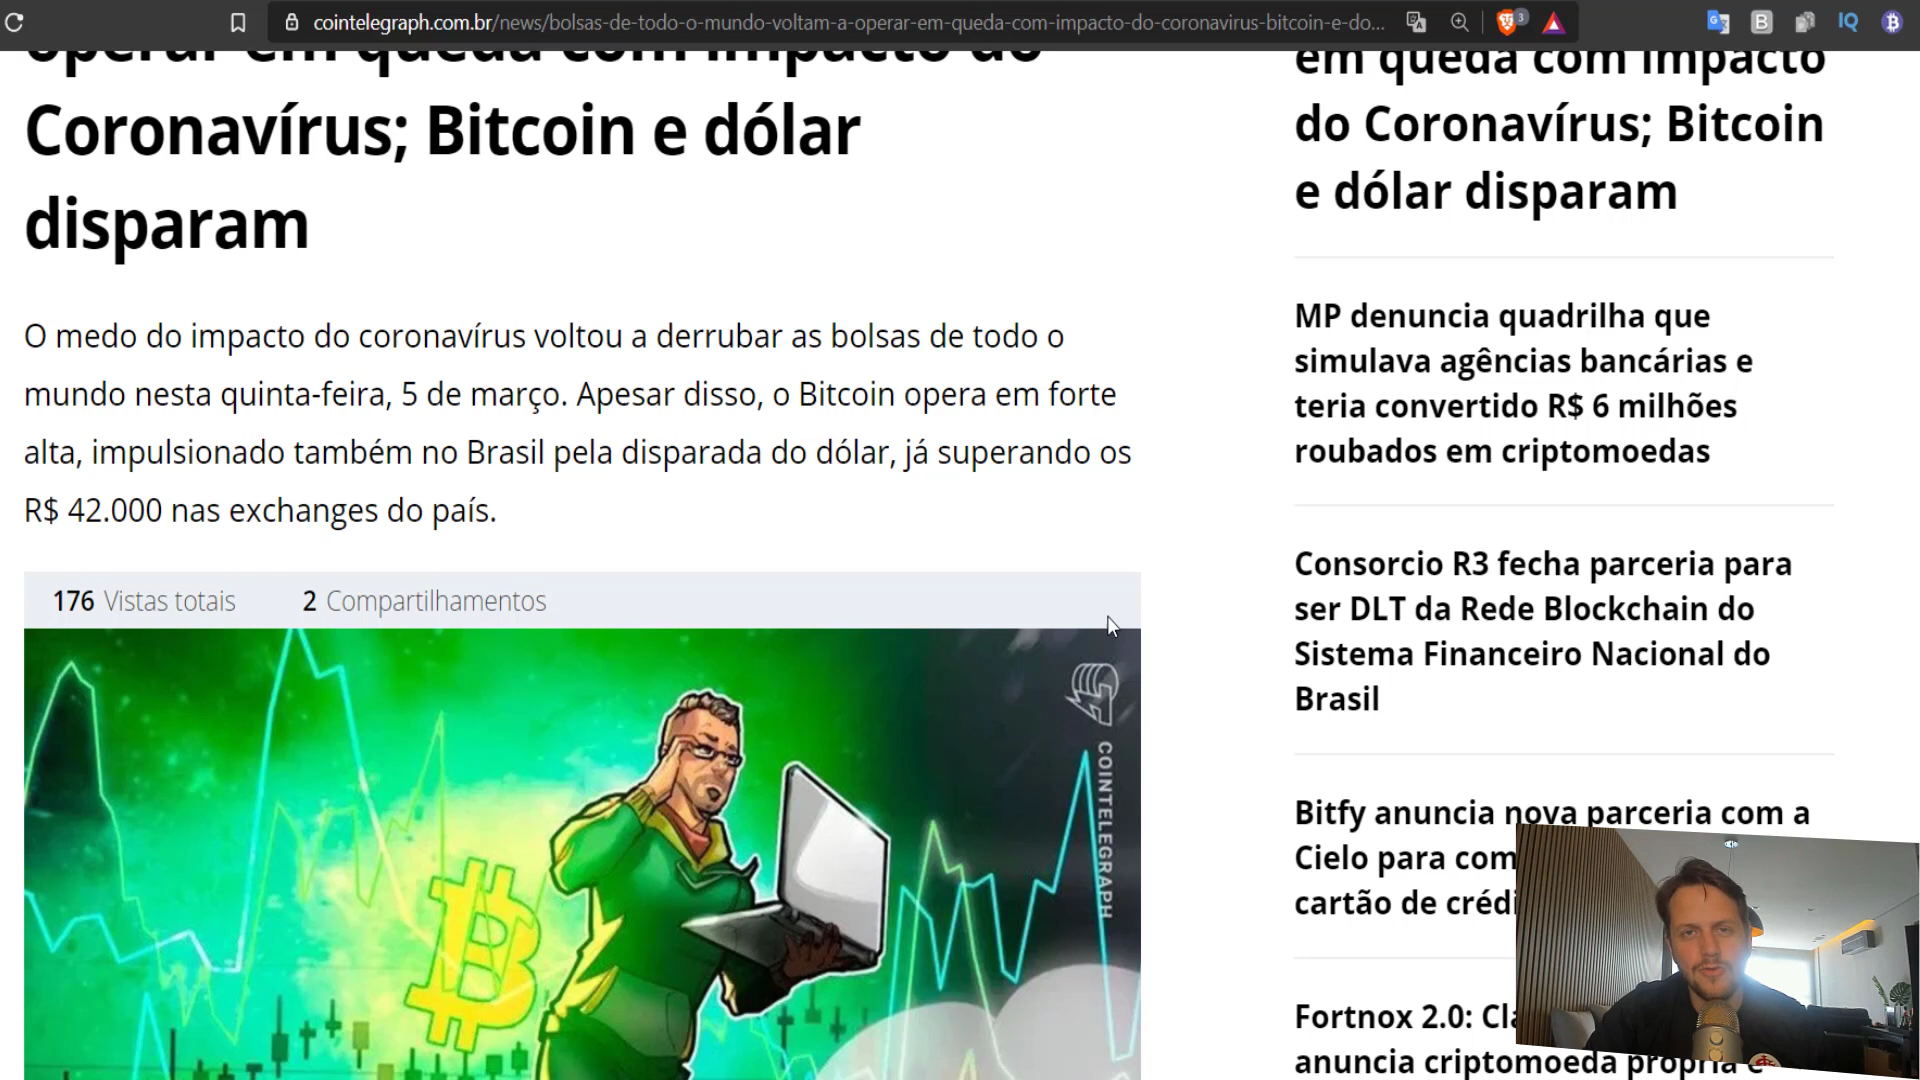 cointelegraph.com.br/news/bolsas-de-todo-o-mundo-voltam-a-operar-em-queda-com-impacto-do-coronavirus-bitcoin-e-do...
3
B
IQ
operar em queda com impacto do
Coronavírus; Bitcoin e dólar
disparam
O medo do impacto do coronavírus voltou a derrubar as bolsas de todo o
mundo nesta quinta-feira, 5 de março. Apesar disso, o Bitcoin opera em forte
alta, impulsionado também no Brasil pela disparada do dólar, já superando os
R$ 42.000 nas exchanges do país.
176 Vistas totais
2 Compartilhamentos
COINTELEGRAPH
em queda com impacto
do Coronavírus; Bitcoin
e dólar disparam
MP denuncia quadrilha que
simulava agências bancárias e
teria convertido R$ 6 milhões
roubados em criptomoedas
Consorcio R3 fecha parceria para
ser DLT da Rede Blockchain do
Sistema Financeiro Nacional do
Brasil
Bitfy anuncia nova parceria com a
Cielo para com
cartão de crédi
Fortnox 2.0: Cl
anuncia criptomoeda própria e